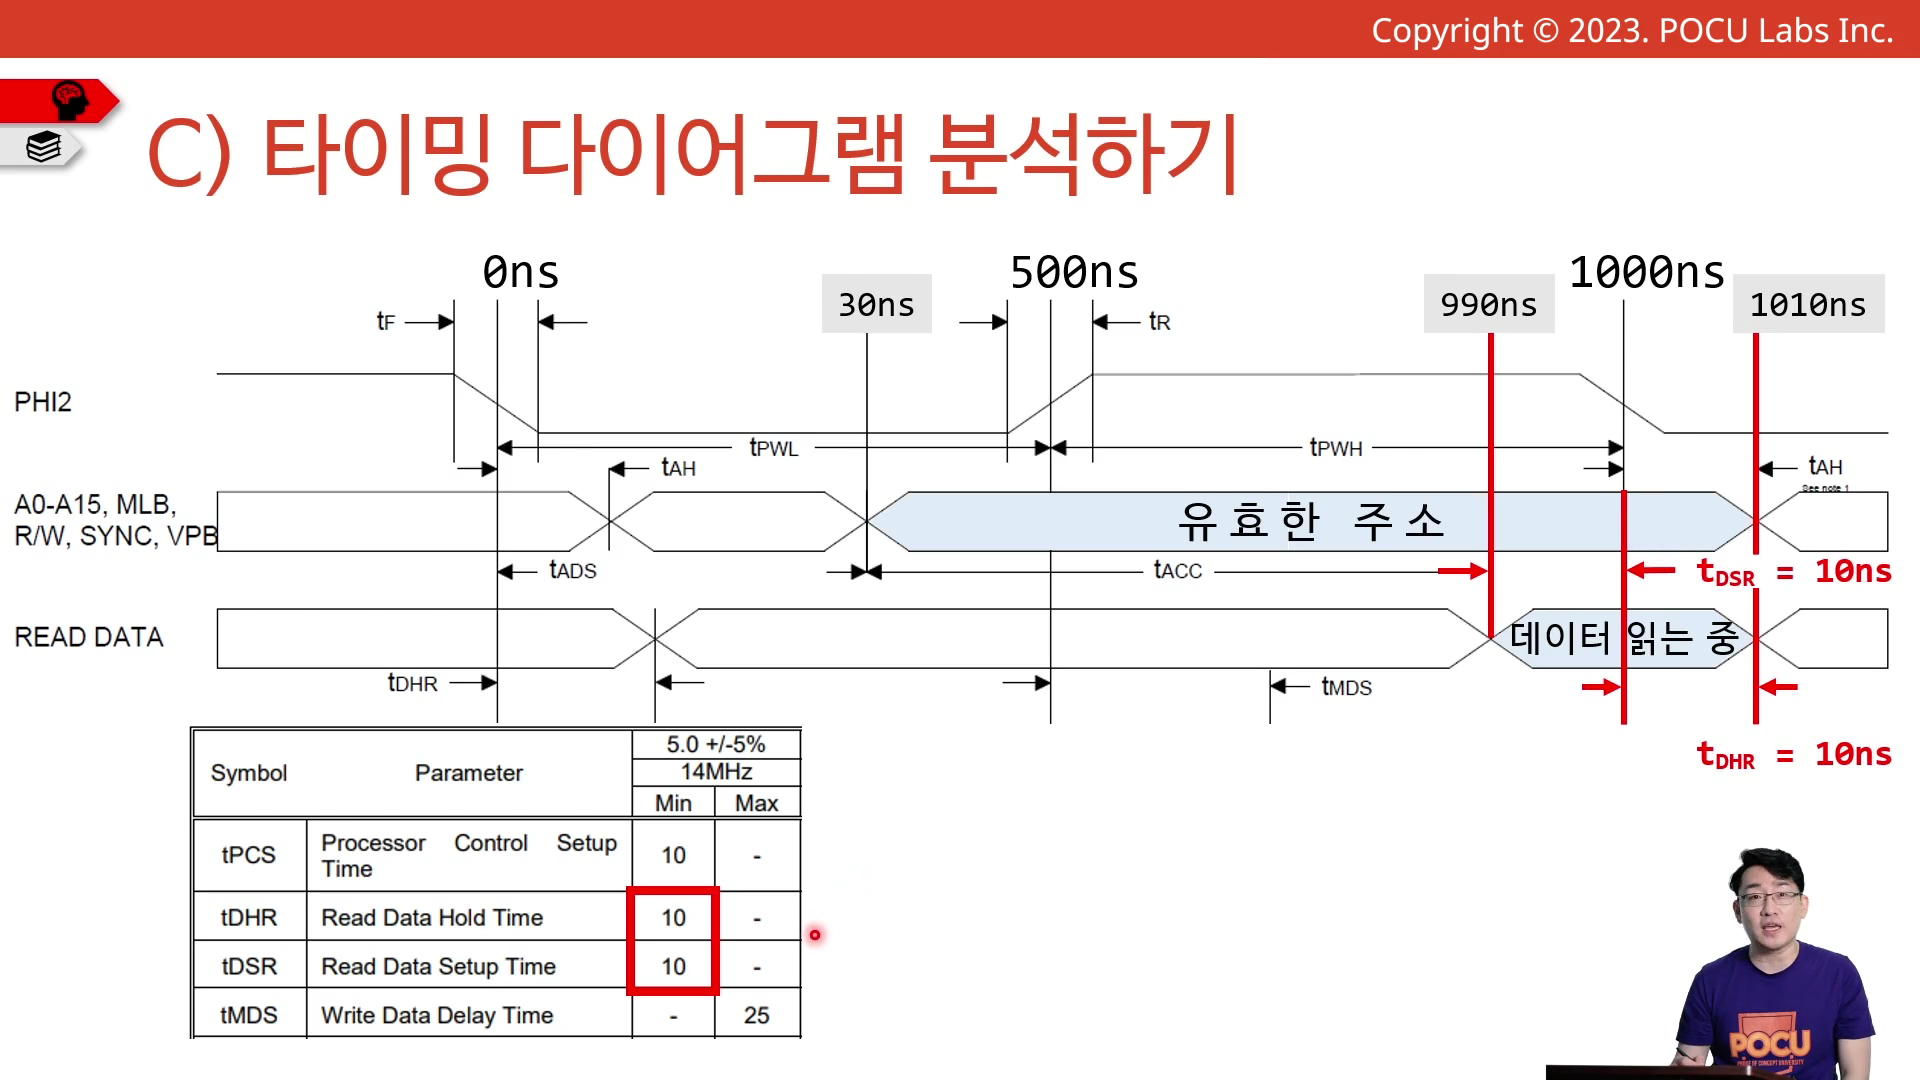 Copyright © 2023. POCU Labs Inc.
C) 타이밍 다이어그램 분석하기
0ns
500ns
1000ns
30ns
990ns
1010ns
tF
tR
PHI2
tPWL
tPWH
tAH
tAH
See note 1
A0-A15, MLB,
R/W, SYNC, VPB
유효한 주소
tADS
tACC
tDSR = 10ns
READ DATA
데이터 읽는 중
tDHR
tMDS
tDHR = 10ns
Symbol Parameter 5.0 +/-5%
14MHz
Min Max
tPCS Processor Control Setup Time 10 -
tDHR Read Data Hold Time 10 -
tDSR Read Data Setup Time 10 -
tMDS Write Data Delay Time - 25
POCU